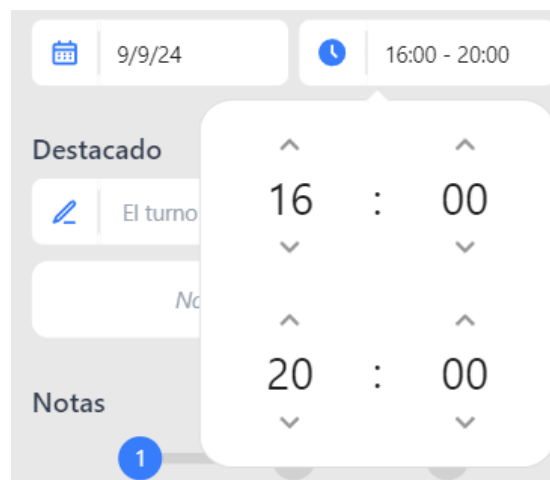 9/9/24
16:00 - 20:00
Destacado
16 : 00
El turno
20 : 00
Notas
1